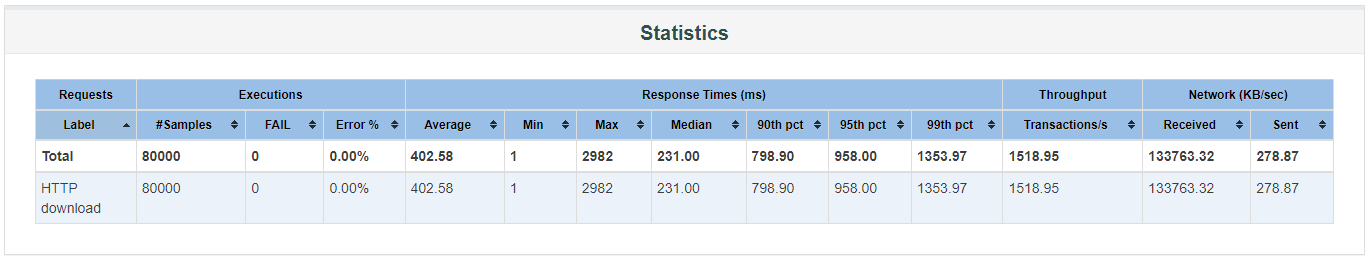 Statistics
Requests Executions Response Times (ms) Throughput Network (KB/sec)
Label #Samples FAIL Error % Average Min Max Median 90th pct 95th pct 99th pct Transactions/s Received Sent
Total 80000 0 0.00% 402.58 1 2982 231.00 798.90 958.00 1353.97 1518.95 133763.32 278.87
HTTP 80000 0 0.00% 402.58 1 2982 231.00 798.90 958.00 1353.97 1518.95 133763.32 278.87
download